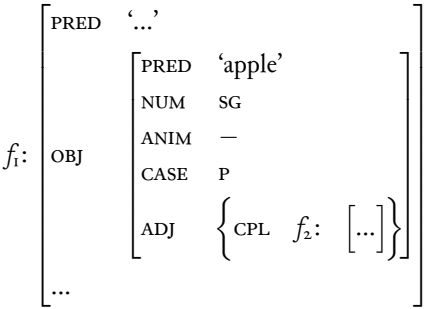 PRED ‘...’
PRED ‘apple’
NUM SG
ANIM –
f₁: OBJ CASE P
ADJ {CPL f₂: [...]}
...